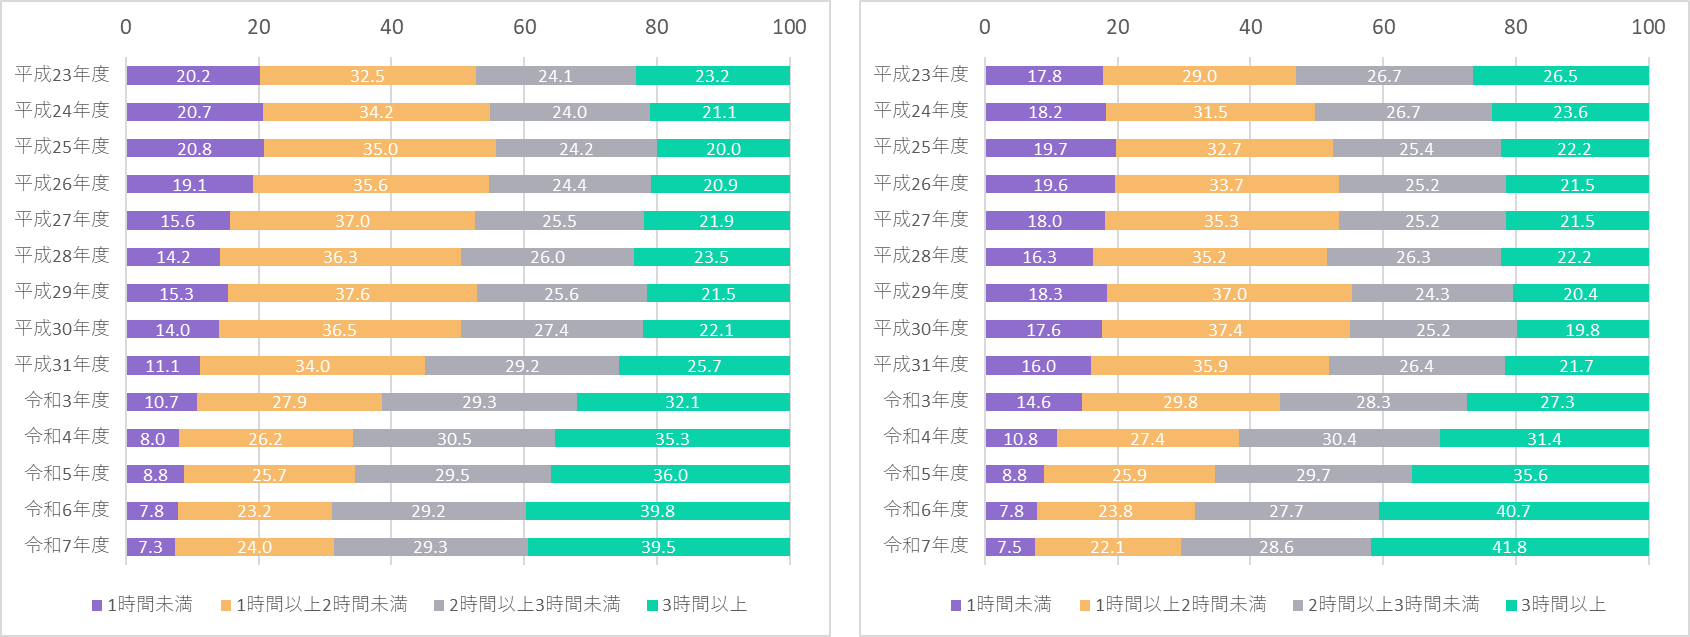 0 20 40 60 80 100
平成23年度 20.2 32.5 24.1 23.2
平成24年度 20.7 34.2 24.0 21.1
平成25年度 20.8 35.0 24.2 20.0
平成26年度 19.1 35.6 24.4 20.9
平成27年度 15.6 37.0 25.5 21.9
平成28年度 14.2 36.3 26.0 23.5
平成29年度 15.3 37.6 25.6 21.5
平成30年度 14.0 36.5 27.4 22.1
平成31年度 11.1 34.0 29.2 25.7
令和3年度 10.7 27.9 29.3 32.1
令和4年度 8.0 26.2 30.5 35.3
令和5年度 8.8 25.7 29.5 36.0
令和6年度 7.8 23.2 29.2 39.8
令和7年度 7.3 24.0 29.3 39.5
1時間未満 1時間以上2時間未満 2時間以上3時間未満 3時間以上
0 20 40 60 80 100
平成23年度 17.8 29.0 26.7 26.5
平成24年度 18.2 31.5 26.7 23.6
平成25年度 19.7 32.7 25.4 22.2
平成26年度 19.6 33.7 25.2 21.5
平成27年度 18.0 35.3 25.2 21.5
平成28年度 16.3 35.2 26.3 22.2
平成29年度 18.3 37.0 24.3 20.4
平成30年度 17.6 37.4 25.2 19.8
平成31年度 16.0 35.9 26.4 21.7
令和3年度 14.6 29.8 28.3 27.3
令和4年度 10.8 27.4 30.4 31.4
令和5年度 8.8 25.9 29.7 35.6
令和6年度 7.8 23.8 27.7 40.7
令和7年度 7.5 22.1 28.6 41.8
1時間未満 1時間以上2時間未満 2時間以上3時間未満 3時間以上